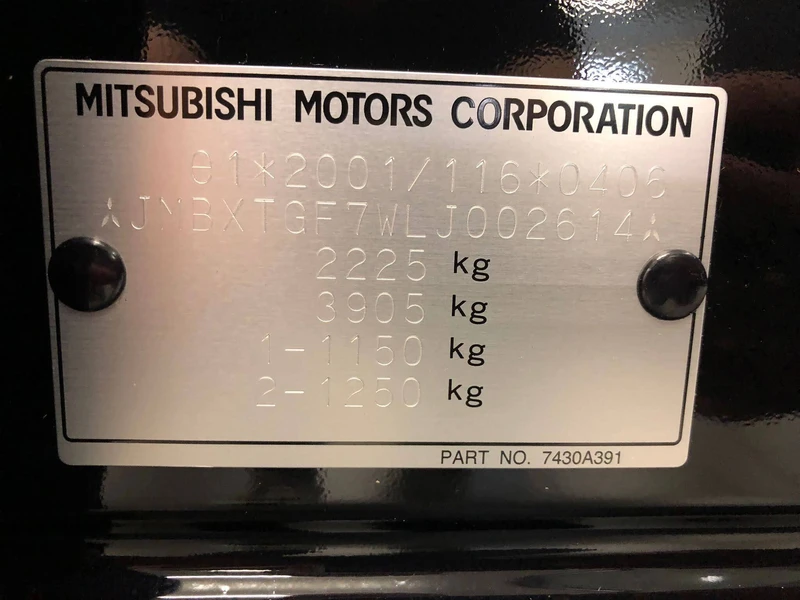 MITSUBISHI MOTORS CORPORATION
e1*2001/116*0406
JMBXTGF7WLJ002614
2225 kg
3905 kg
1-1150 kg
2-1250 kg
PART NO. 7430A391